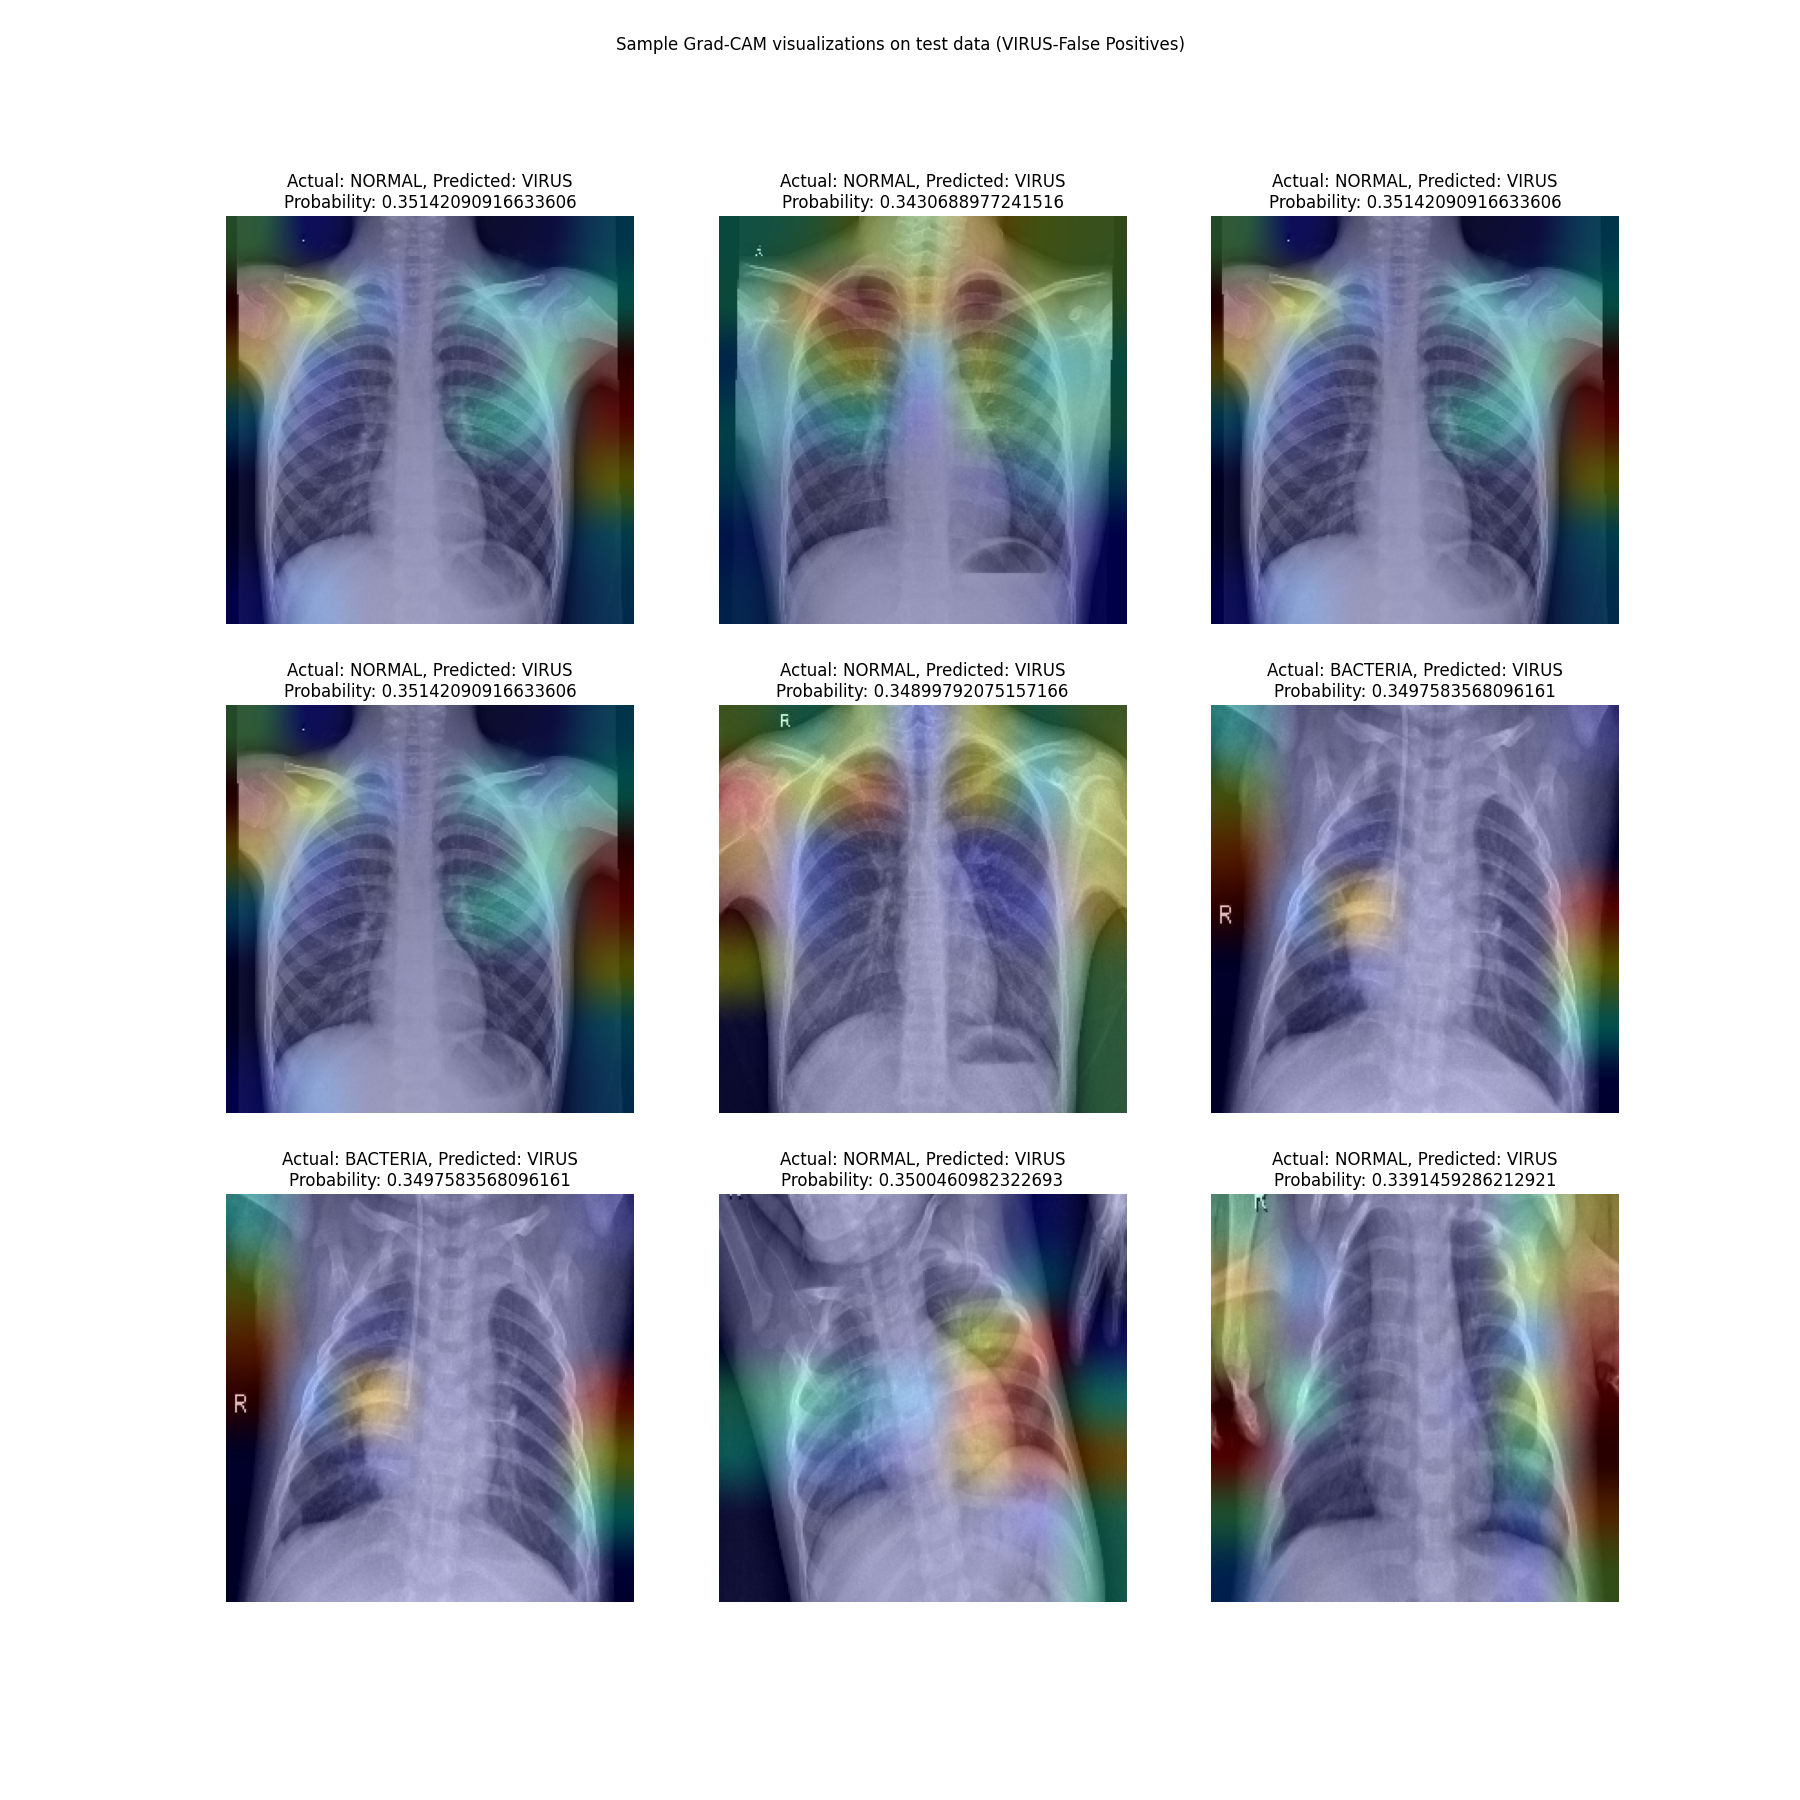 Sample Grad-CAM visualizations on test data (VIRUS-False Positives)
Actual: NORMAL, Predicted: VIRUS
Probability: 0.35142090916633606
Actual: NORMAL, Predicted: VIRUS
Probability: 0.3430688977241516
Actual: NORMAL, Predicted: VIRUS
Probability: 0.35142090916633606
Actual: NORMAL, Predicted: VIRUS
Probability: 0.35142090916633606
Actual: NORMAL, Predicted: VIRUS
Probability: 0.34899792075157166
R
Actual: BACTERIA, Predicted: VIRUS
Probability: 0.3497583568096161
R
Actual: BACTERIA, Predicted: VIRUS
Probability: 0.3497583568096161
R
Actual: NORMAL, Predicted: VIRUS
Probability: 0.3500460982322693
Actual: NORMAL, Predicted: VIRUS
Probability: 0.3391459286212921